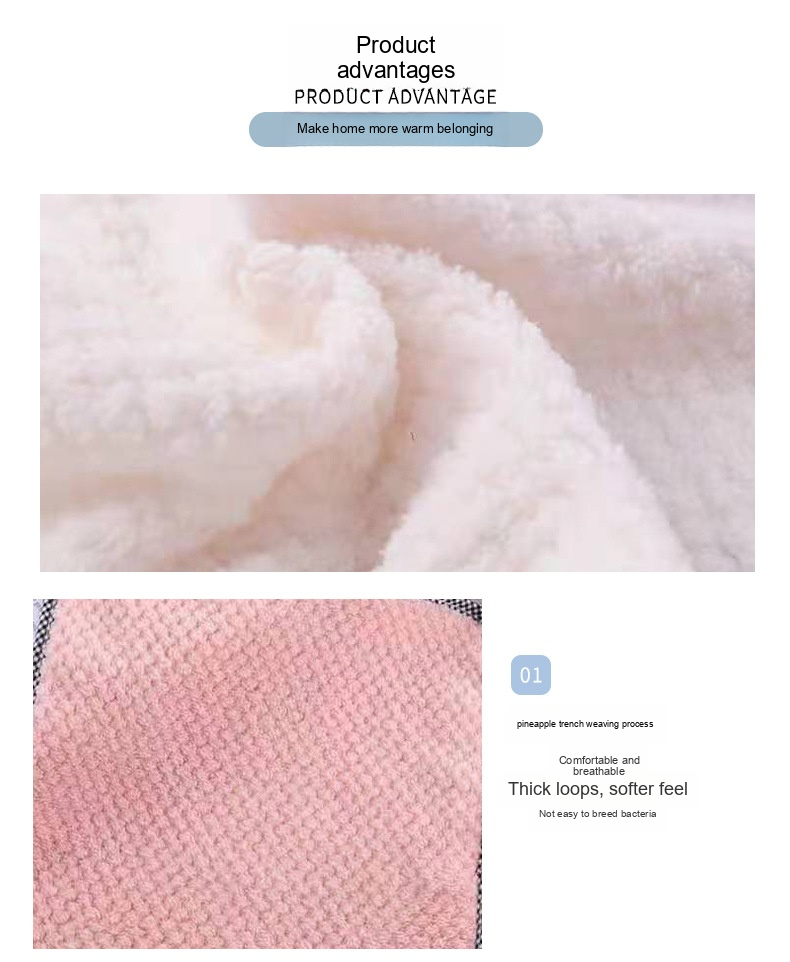 Product
advantages
PRODUCT ADVANTAGE
Make home more warm belonging
01
pineapple trench weaving process
Comfortable and
breathable
Thick loops, softer feel
Not easy to breed bacteria